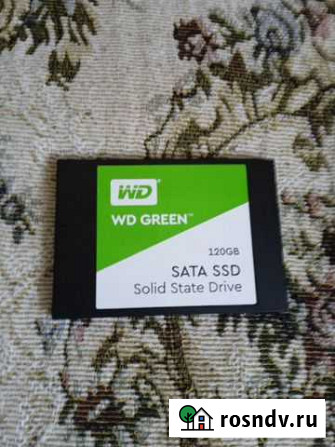 WD
WD GREEN™
120GB
SATA SSD
Solid State Drive
rosndv.ru